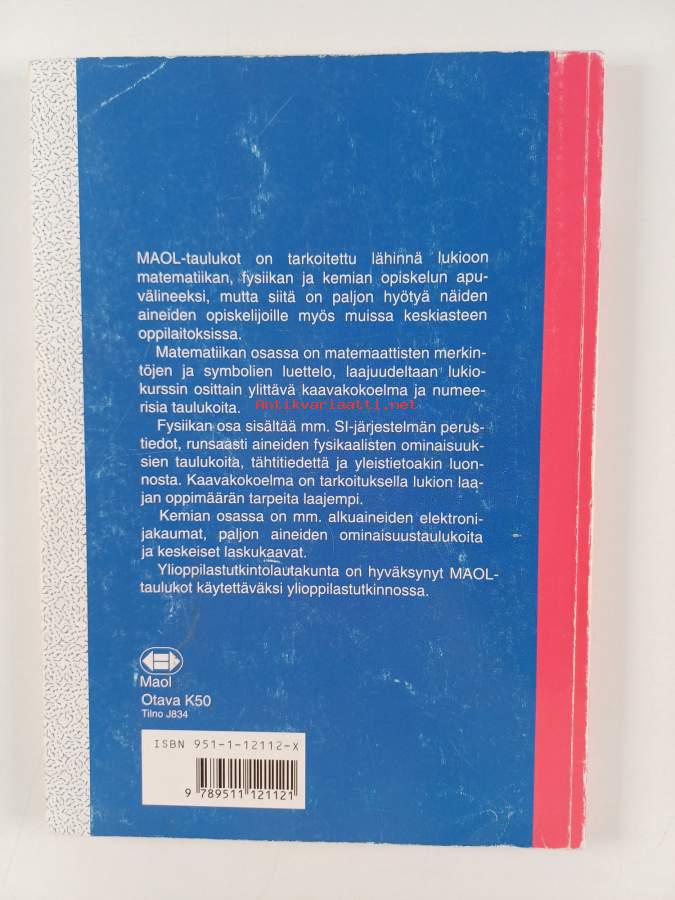 MAOL-taulukot on tarkoitettu lähinnä lukioon
matematiikan, fysiikan ja kemian opiskelun apu-
välineeksi, mutta siitä on paljon hyötyä näiden
aineiden opiskelijoille myös muissa keskiasteen
oppilaitoksissa.
Matematiikan osassa on matemaattisten merkin-
töjen ja symbolien luettelo, laajuudeltaan lukio-
kurssin osittain ylittävä kaavakokoelma ja numee-
risia taulukoita.
Antikvariaatti.net
Fysiikan osa sisältää mm. SI-järjestelmän perus-
tiedot, runsaasti aineiden fysikaalisten ominaisuuk-
sien taulukoita, tähtitiedettä ja yleistietoakin luon-
nosta. Kaavakokoelma on tarkoituksella lukion laa-
jan oppimäärän tarpeita laajempi.
Kemian osassa on mm. alkuaineiden elektroni-
jakaumat, paljon aineiden ominaisuustaulukoita
ja keskeiset laskukaavat.
Ylioppilastutkintolautakunta on hyväksynyt MAOL-
taulukot käytettäväksi ylioppilastutkinnossa.
Maol
Otava K50
Tilno J834
ISBN 951-1-12112-X
9 789511 121121